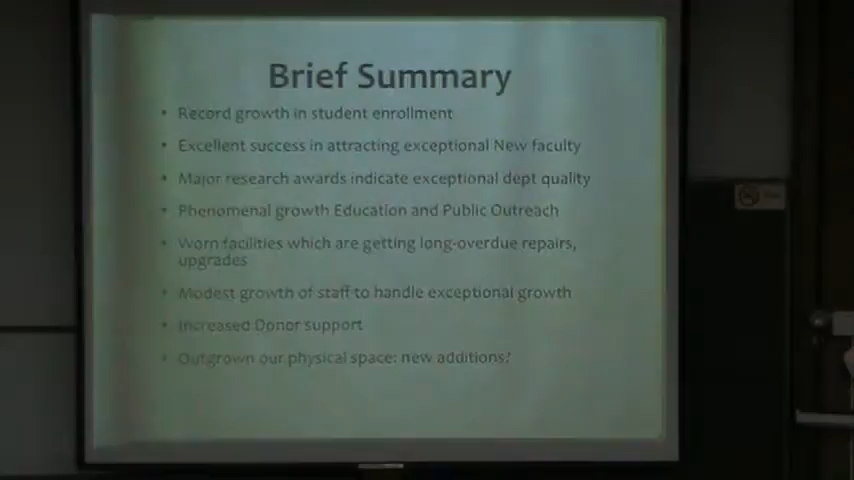 Brief Summary
• Record growth in student enrollment
• Excellent success in attracting exceptional New faculty
• Major research awards indicate exceptional dept quality
• Phenomenal growth Education and Public Outreach
• Worn facilities which are getting long-overdue repairs,
upgrades
• Modest growth of staff to handle exceptional growth
• Increased Donor support
• Outgrown our physical space: new additions?